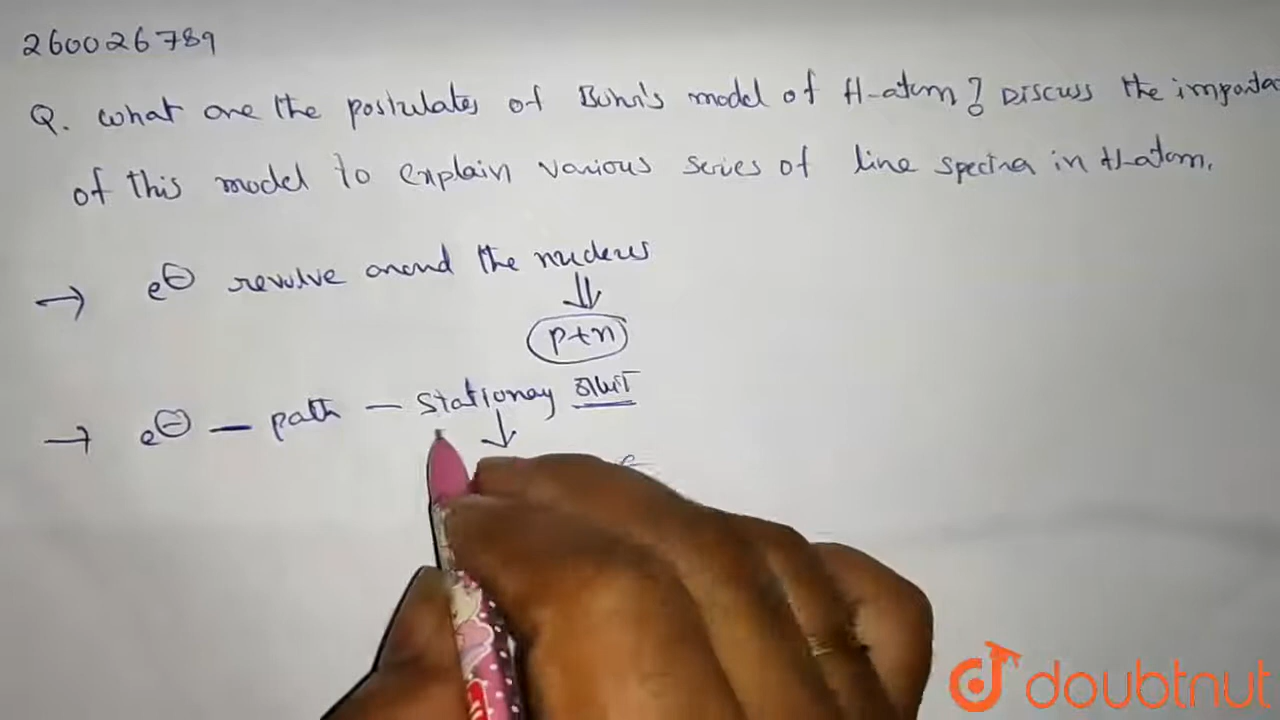 260026789
Q. What are the postulates of Bohr's model of H-atom? Discuss the importa
of this model to explain various series of line spectra in H-atom.
→ e⊖ revolve around the nucleus
p+n
→ e⊖ — path — stationary orbit
doubtnut